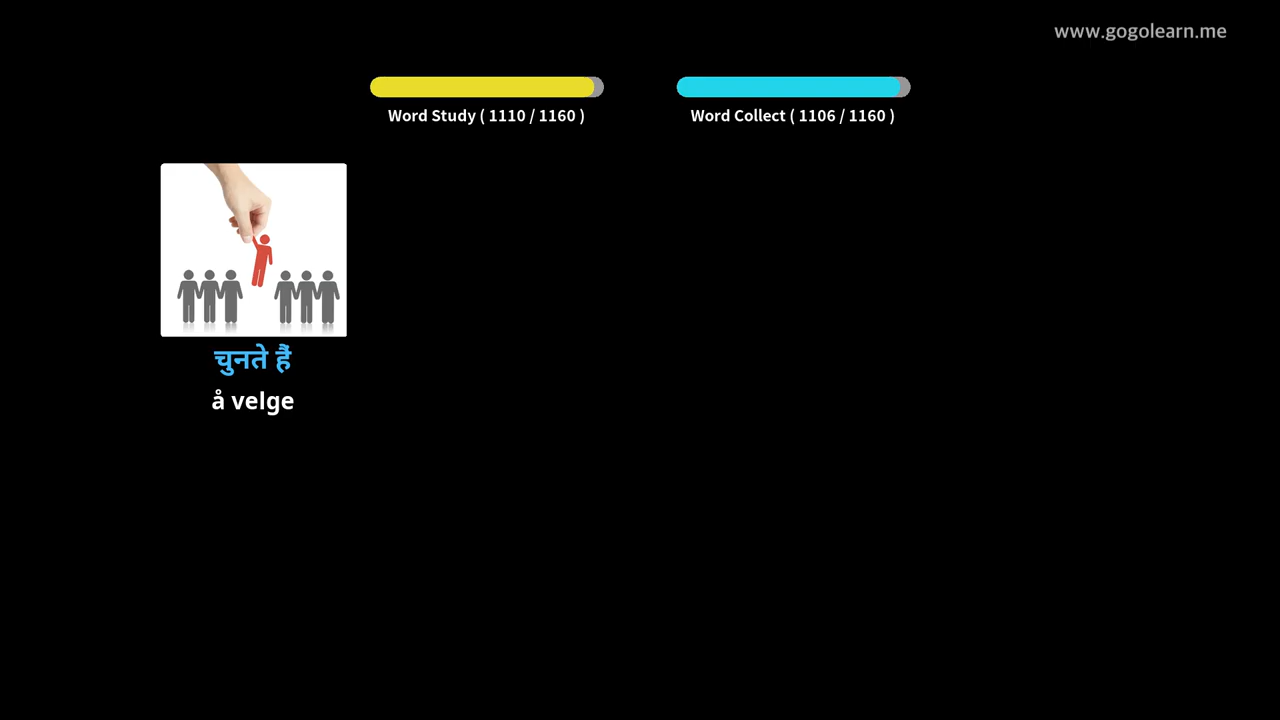 www.gogolearn.me
Word Study ( 1110 / 1160 )
Word Collect ( 1106 / 1160 )
चुनते हैं
å velge